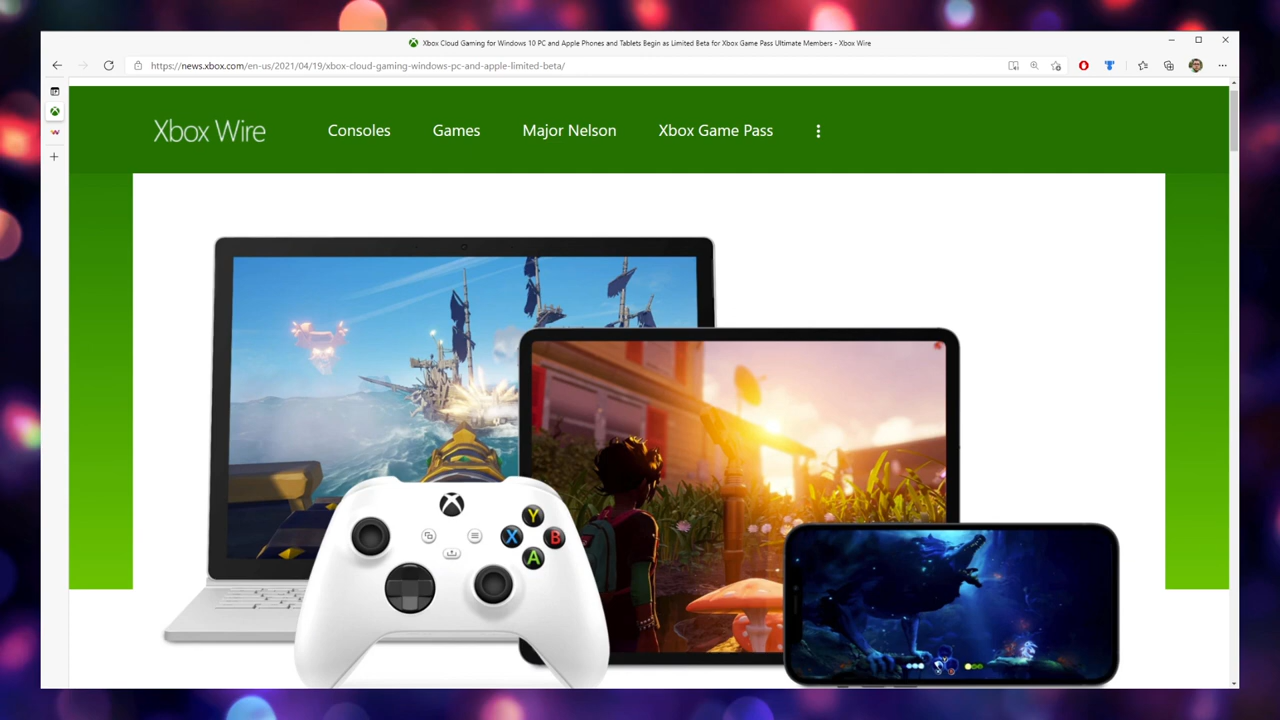 Xbox Cloud Gaming for Windows 10 PC and Apple Phones and Tablets Begin as Limited Beta for Xbox Game Pass Ultimate Members - Xbox Wire
https://news.xbox.com/en-us/2021/04/19/xbox-cloud-gaming-windows-pc-and-apple-limited-beta/
Xbox Wire Consoles Games Major Nelson Xbox Game Pass
Y
X B
A